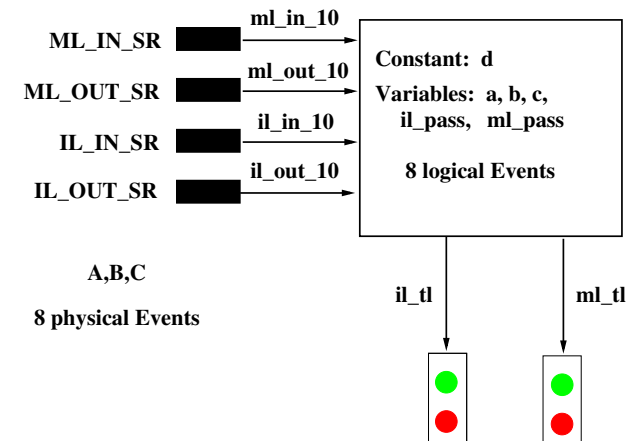 ML_IN_SR
ml_in_10
ML_OUT_SR
ml_out_10
IL_IN_SR
il_in_10
IL_OUT_SR
il_out_10
Constant: d
Variables: a, b, c,
il_pass, ml_pass
8 logical Events
A,B,C
8 physical Events
il_tl
ml_tl